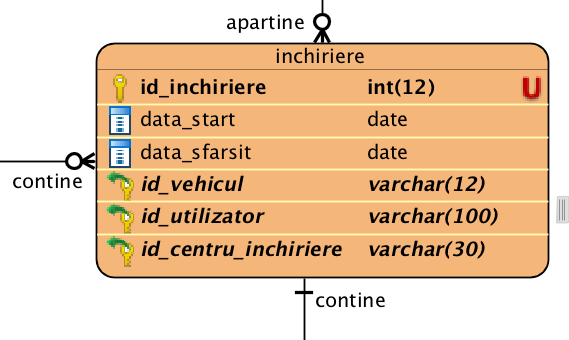 apartine
inchiriere
id_inchiriere int(12) U
data_start date
data_sfarsit date
contine
id_vehicul varchar(12)
id_utilizator varchar(100)
id_centru_inchiriere varchar(30)
contine